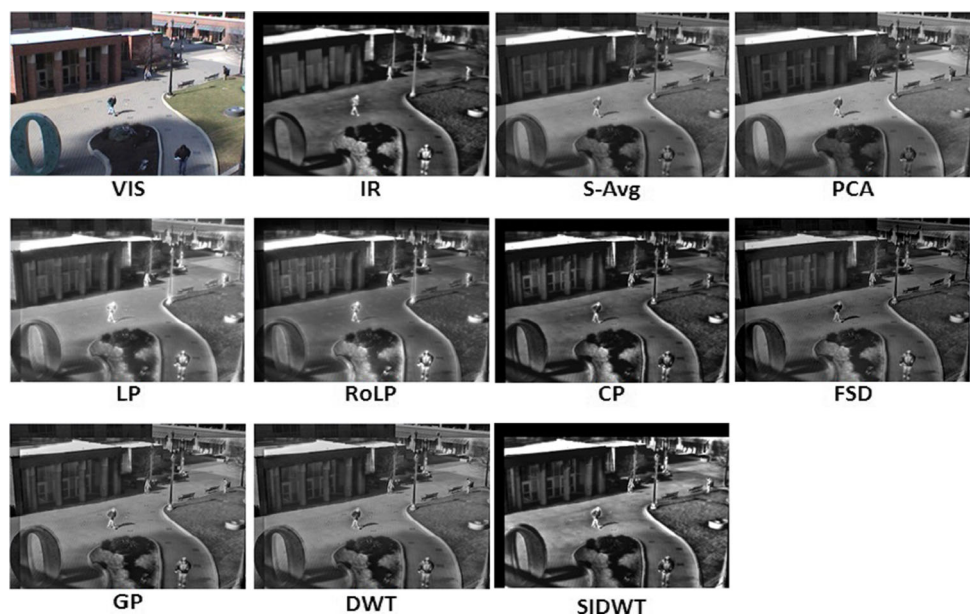 VIS
IR
S-Avg
PCA
LP
RoLP
CP
FSD
GP
DWT
SIDWT